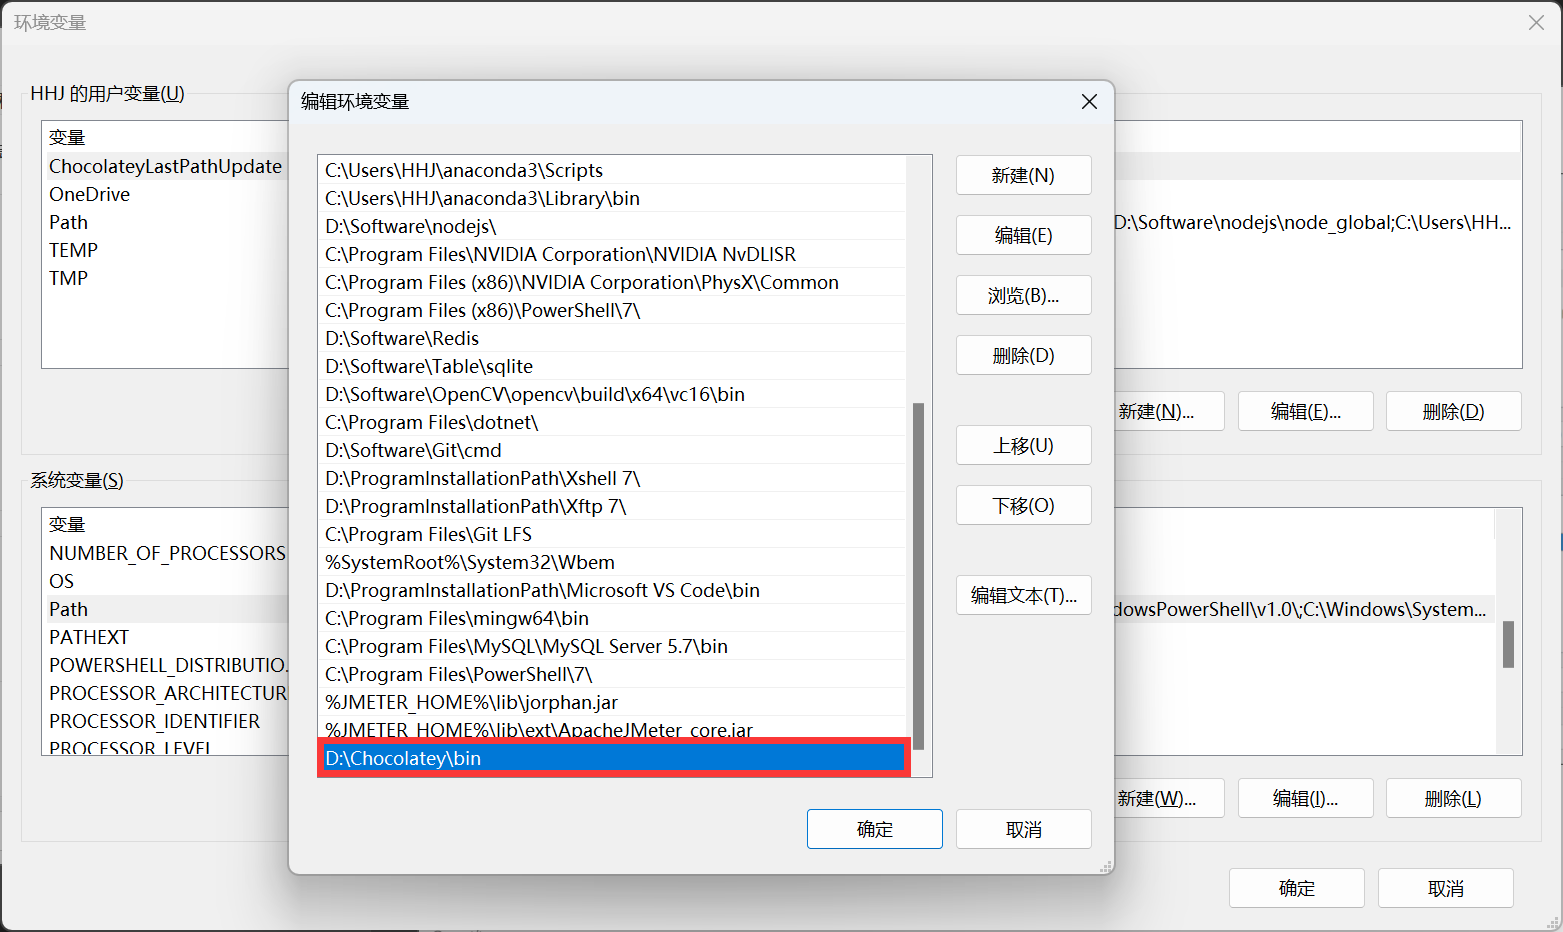 环境变量
HHJ 的用户变量(U)
变量
ChocolateyLastPathUpdate
OneDrive
Path
D:\Software\nodejs\node_global;C:\Users\HH...
TEMP
TMP
新建(N)...
编辑(E)...
删除(D)
系统变量(S)
变量
NUMBER_OF_PROCESSORS
OS
Path
dowsPowerShell\v1.0\;C:\Windows\System...
PATHEXT
POWERSHELL_DISTRIBUTIO.
PROCESSOR_ARCHITECTUR
PROCESSOR_IDENTIFIER
PROCESSOR_LEVEL
新建(W)...
编辑(I)...
删除(L)
确定
取消
编辑环境变量
C:\Users\HHJ\anaconda3\Scripts
C:\Users\HHJ\anaconda3\Library\bin
D:\Software\nodejs\
C:\Program Files\NVIDIA Corporation\NVIDIA NvDLISR
C:\Program Files (x86)\NVIDIA Corporation\PhysX\Common
C:\Program Files (x86)\PowerShell\7\
D:\Software\Redis
D:\Software\Table\sqlite
D:\Software\OpenCV\opencv\build\x64\vc16\bin
C:\Program Files\dotnet\
D:\Software\Git\cmd
D:\ProgramInstallationPath\Xshell 7\
D:\ProgramInstallationPath\Xftp 7\
C:\Program Files\Git LFS
%SystemRoot%\System32\Wbem
D:\ProgramInstallationPath\Microsoft VS Code\bin
C:\Program Files\mingw64\bin
C:\Program Files\MySQL\MySQL Server 5.7\bin
C:\Program Files\PowerShell\7\
%JMETER_HOME%\lib\jorphan.jar
%JMETER_HOME%\lib\ext\ApacheJMeter_core.jar
D:\Chocolatey\bin
新建(N)
编辑(E)
浏览(B)...
删除(D)
上移(U)
下移(O)
编辑文本(T)...
确定
取消